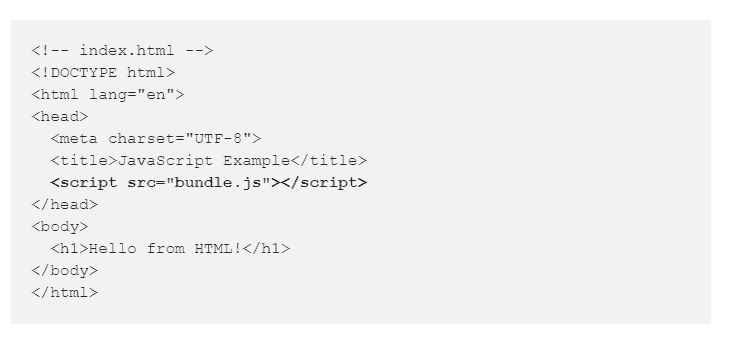 <!-- index.html -->
<!DOCTYPE html>
<html lang="en">
<head>
  <meta charset="UTF-8">
  <title>JavaScript Example</title>
  <script src="bundle.js"></script>
</head>
<body>
  <h1>Hello from HTML!</h1>
</body>
</html>